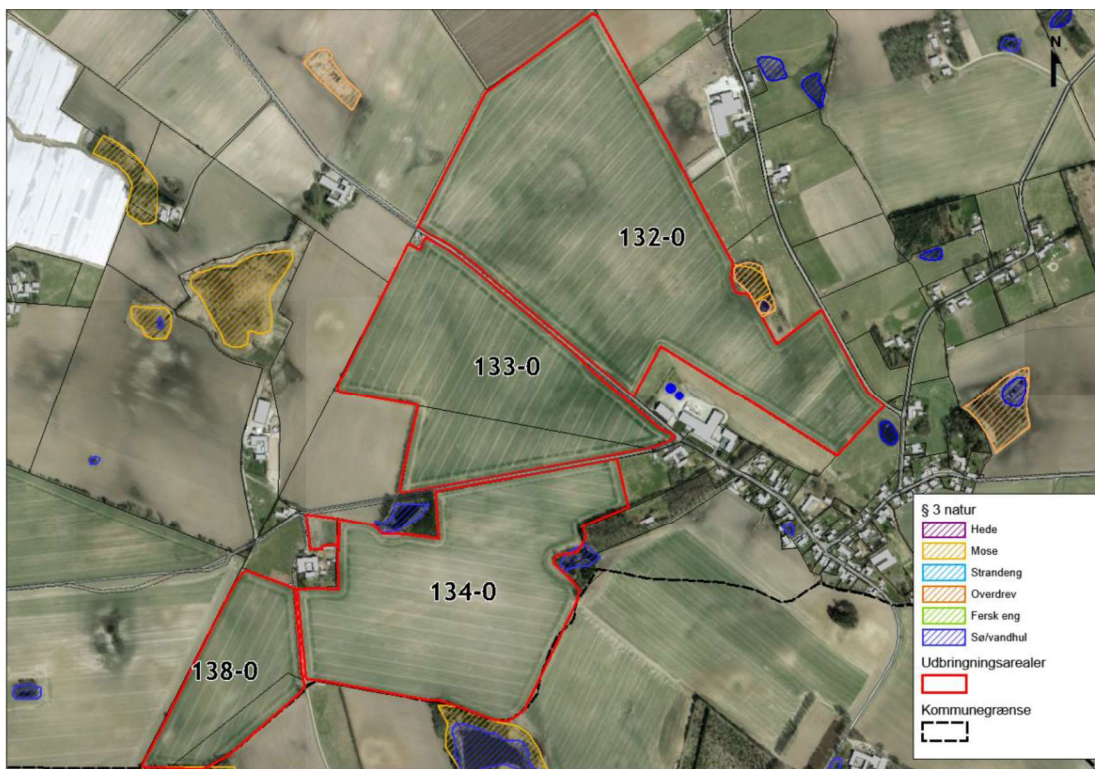 N
132-0
133-0
134-0
138-0
§ 3 natur
Hede
Mose
Strandeng
Overdrev
Fersk eng
Sø/vandhul
Udbringningsarealer
Kommunegrænse